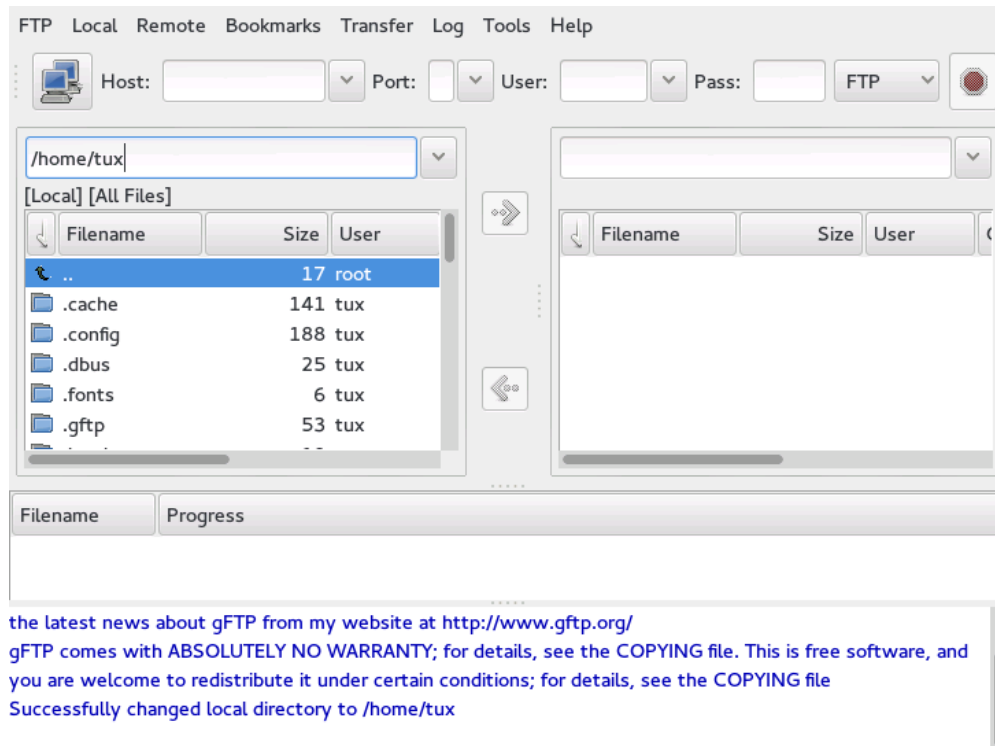 FTP Local Remote Bookmarks Transfer Log Tools Help
Host: Port: User: Pass: FTP
/home/tux
[Local] [All Files]
Filename Size User Filename Size User
.. 17 root
.cache 141 tux
.config 188 tux
.dbus 25 tux
.fonts 6 tux
.gftp 53 tux
Filename Progress
the latest news about gFTP from my website at http://www.gftp.org/
gFTP comes with ABSOLUTELY NO WARRANTY; for details, see the COPYING file. This is free software, and
you are welcome to redistribute it under certain conditions; for details, see the COPYING file
Successfully changed local directory to /home/tux